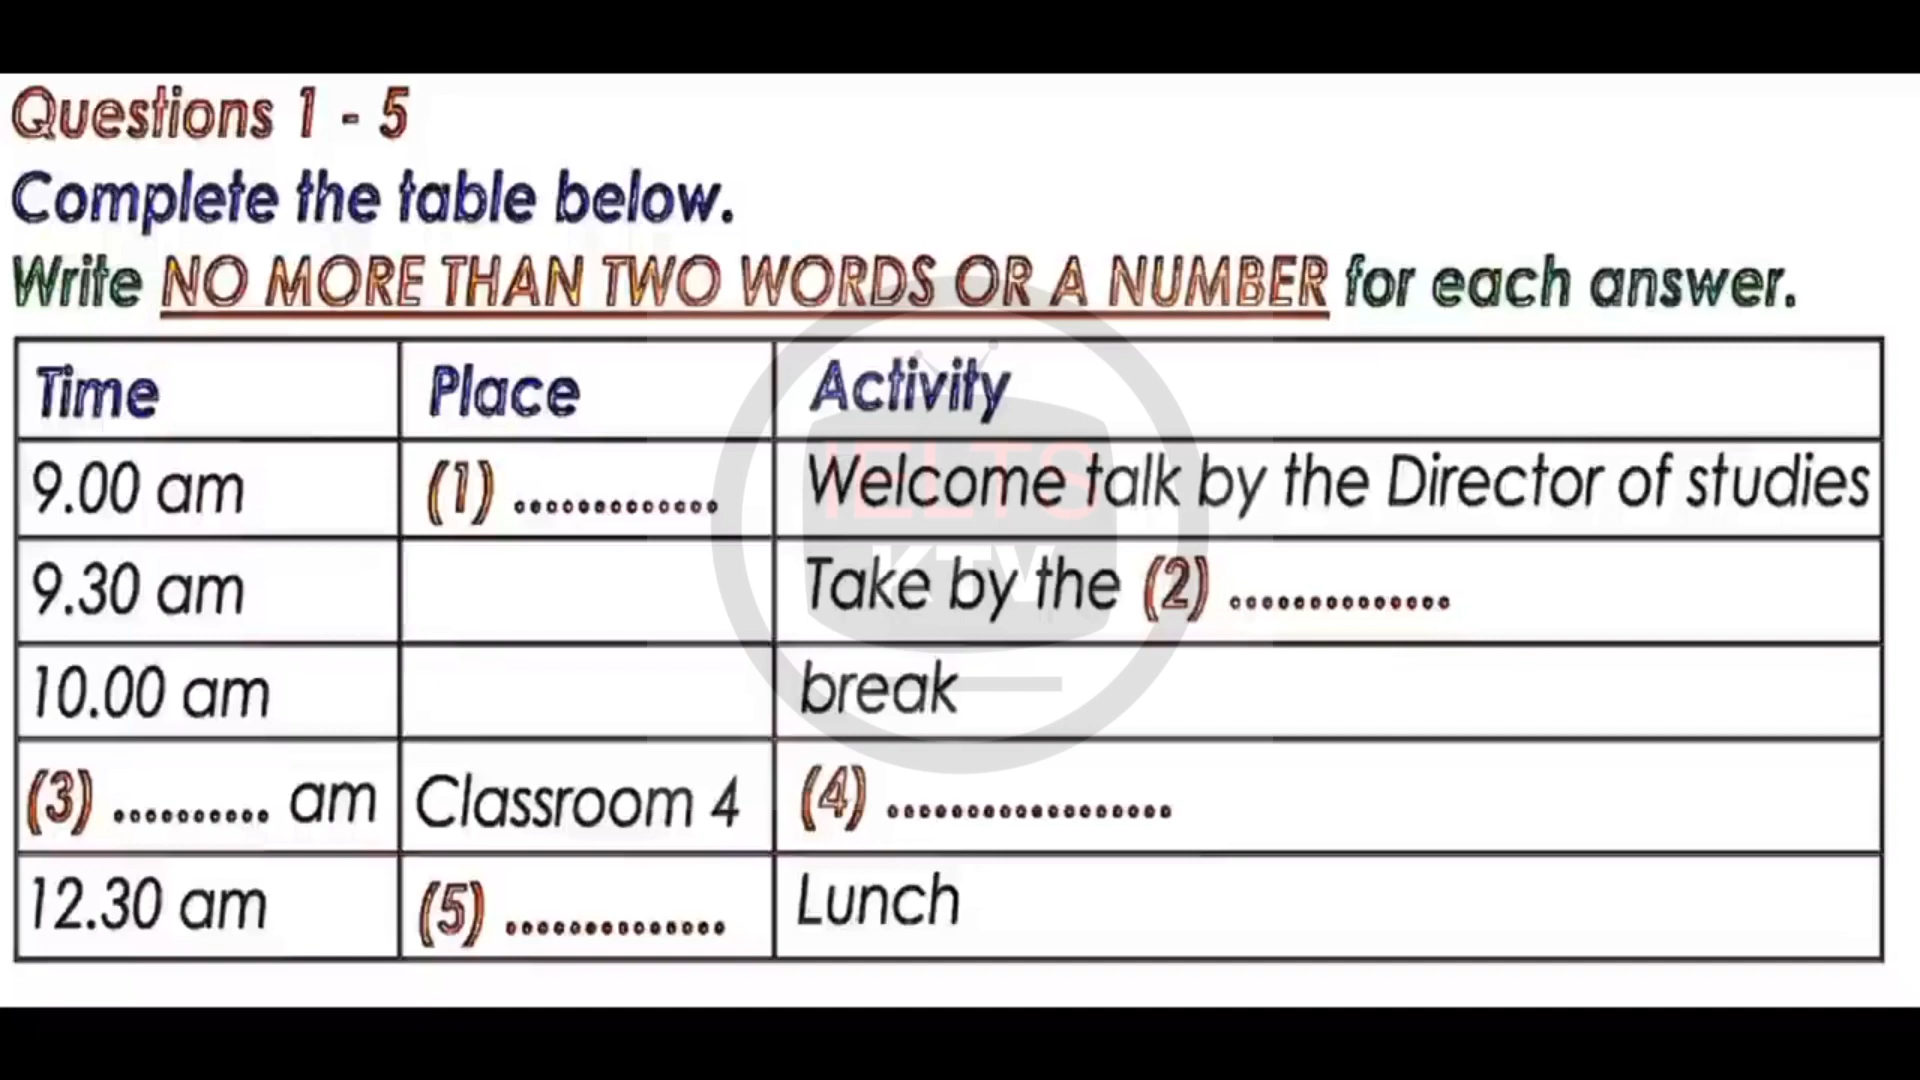 Questions 1 - 5
Complete the table below.
Write NO MORE THAN TWO WORDS OR A NUMBER for each answer.
Time Place Activity
9.00 am (1) ............. Welcome talk by the Director of studies
9.30 am Take by the (2) ..............
10.00 am break
(3) .......... am Classroom 4 (4) ..................
12.30 am (5) .............. Lunch
IELTS
KTV